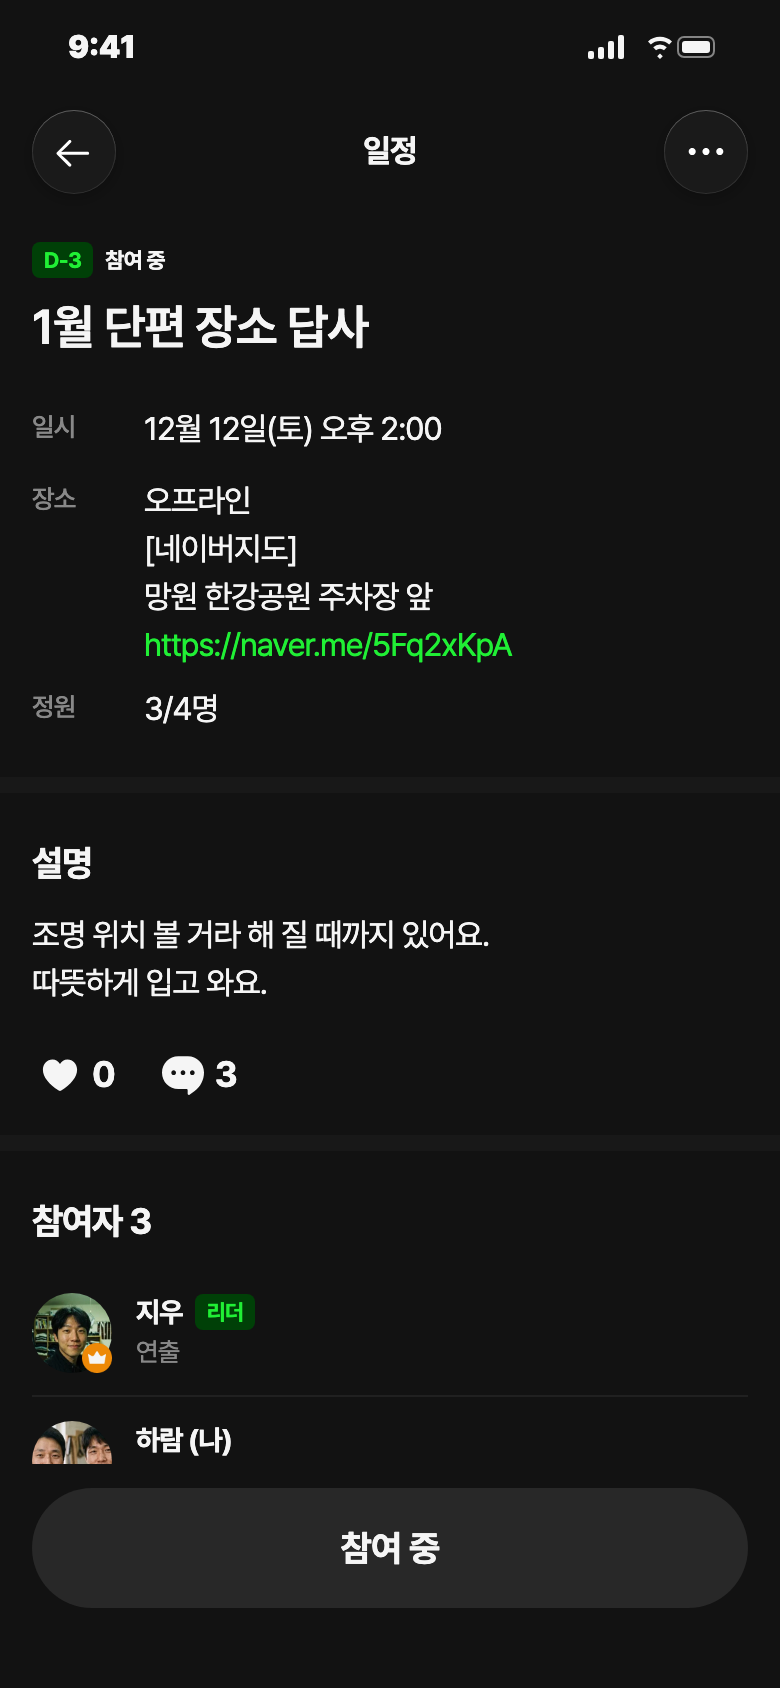 9:41
일정
D-3 참여 중
1월 단편 장소 답사
일시 12월 12일(토) 오후 2:00
장소 오프라인
[네이버지도]
망원 한강공원 주차장 앞
https://naver.me/5Fq2xKpA
정원 3/4명
설명
조명 위치 볼 거라 해 질 때까지 있어요.
따뜻하게 입고 와요.
0 3
참여자 3
지우 리더
연출
하람 (나)
참여 중